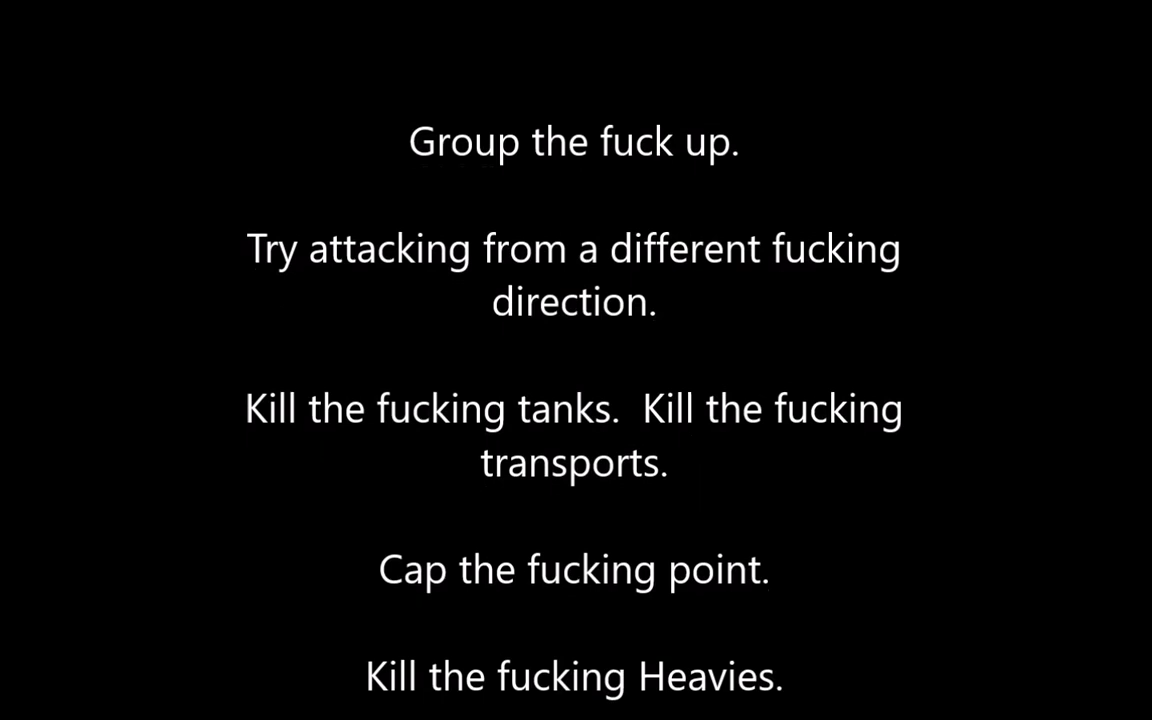 Group the fuck up.
Try attacking from a different fucking
direction.
Kill the fucking tanks.  Kill the fucking
transports.
Cap the fucking point.
Kill the fucking Heavies.